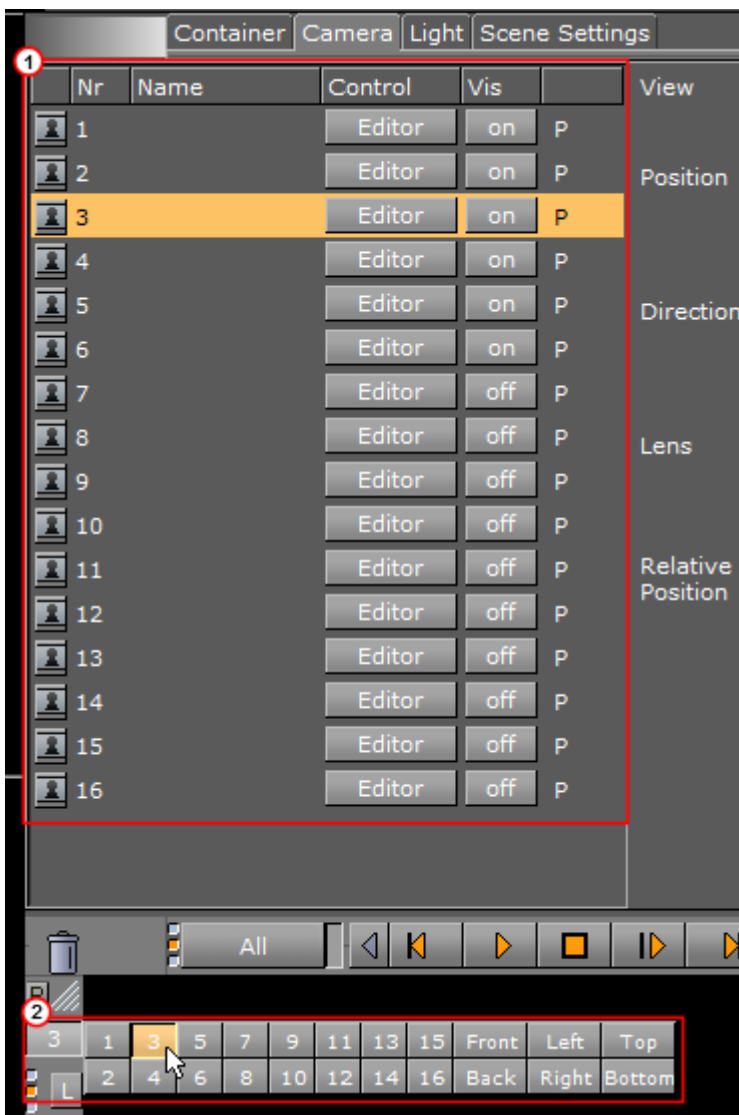 Container Camera Light Scene Settings
1
Nr Name Control Vis View
1 Editor on P
2 Editor on P Position
3 Editor on P
4 Editor on P
5 Editor on P Direction
6 Editor on P
7 Editor off P
8 Editor off P Lens
9 Editor off P
10 Editor off P
11 Editor off P Relative
12 Editor off P Position
13 Editor off P
14 Editor off P
15 Editor off P
16 Editor off P
All
2
3 1 3 5 7 9 11 13 15 Front Left Top
L 2 4 6 8 10 12 14 16 Back Right Bottom